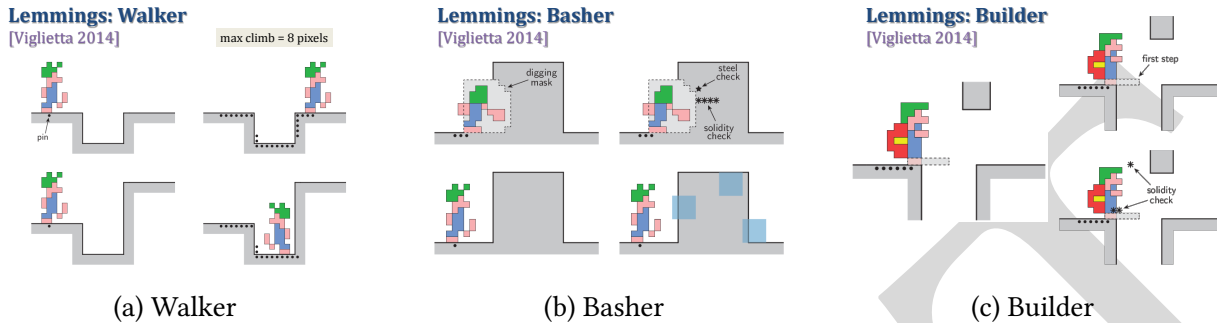 Lemmings: Walker
[Viglietta 2014]
max climb = 8 pixels
pin
(a) Walker
Lemmings: Basher
[Viglietta 2014]
digging
mask
steel
check
solidity
check
(b) Basher
Lemmings: Builder
[Viglietta 2014]
first step
solidity
check
(c) Builder